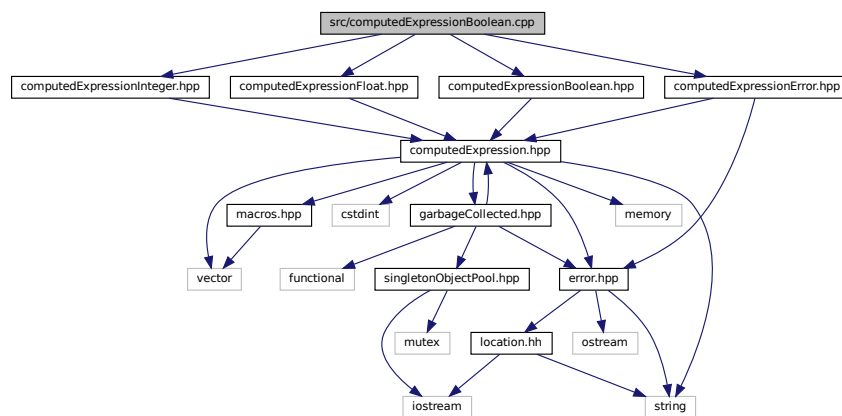 src/computedExpressionBoolean.cpp
computedExpressionInteger.hpp
computedExpressionFloat.hpp
computedExpressionBoolean.hpp
computedExpressionError.hpp
computedExpression.hpp
macros.hpp
cstdint
garbageCollected.hpp
memory
vector
functional
singletonObjectPool.hpp
error.hpp
mutex
location.hh
ostream
iostream
string